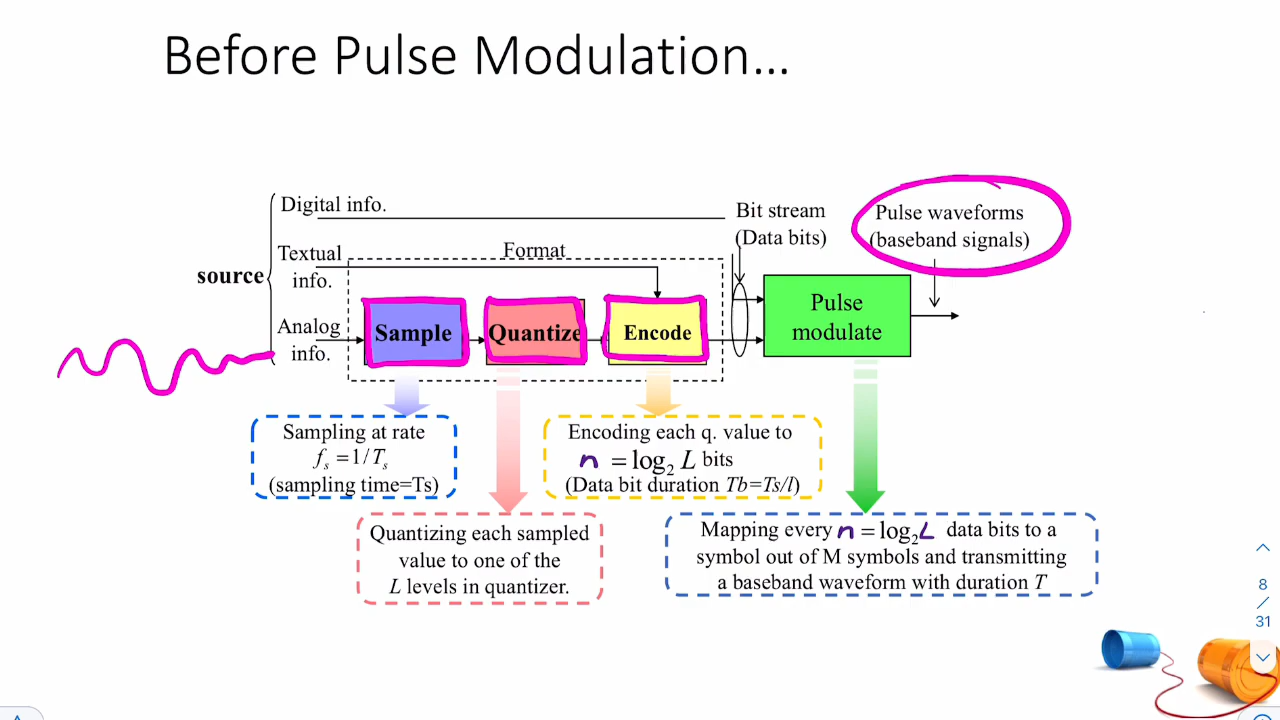 Before Pulse Modulation...
Digital info.
Bit stream
(Data bits)
Pulse waveforms
(baseband signals)
Textual
info.
Format
source
Analog
info.
Sample
Quantize
Encode
Pulse
modulate
Sampling at rate
fs =1/Ts
(sampling time=Ts)
Encoding each q. value to
n = log2 L bits
(Data bit duration Tb=Ts/l)
Quantizing each sampled
value to one of the
L levels in quantizer.
Mapping every n = log2L data bits to a
symbol out of M symbols and transmitting
a baseband waveform with duration T
8
/
31